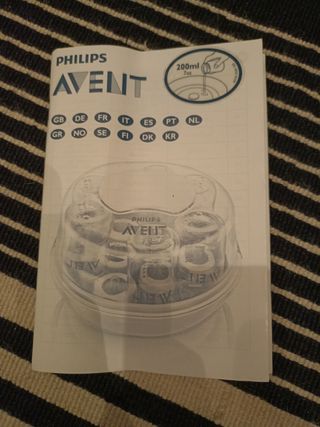 PHILIPS
AVENT
200ml
7oz
GB DE FR IT ES PT NL
GR NO SE FI DK KR
PHILIPS
AVENT